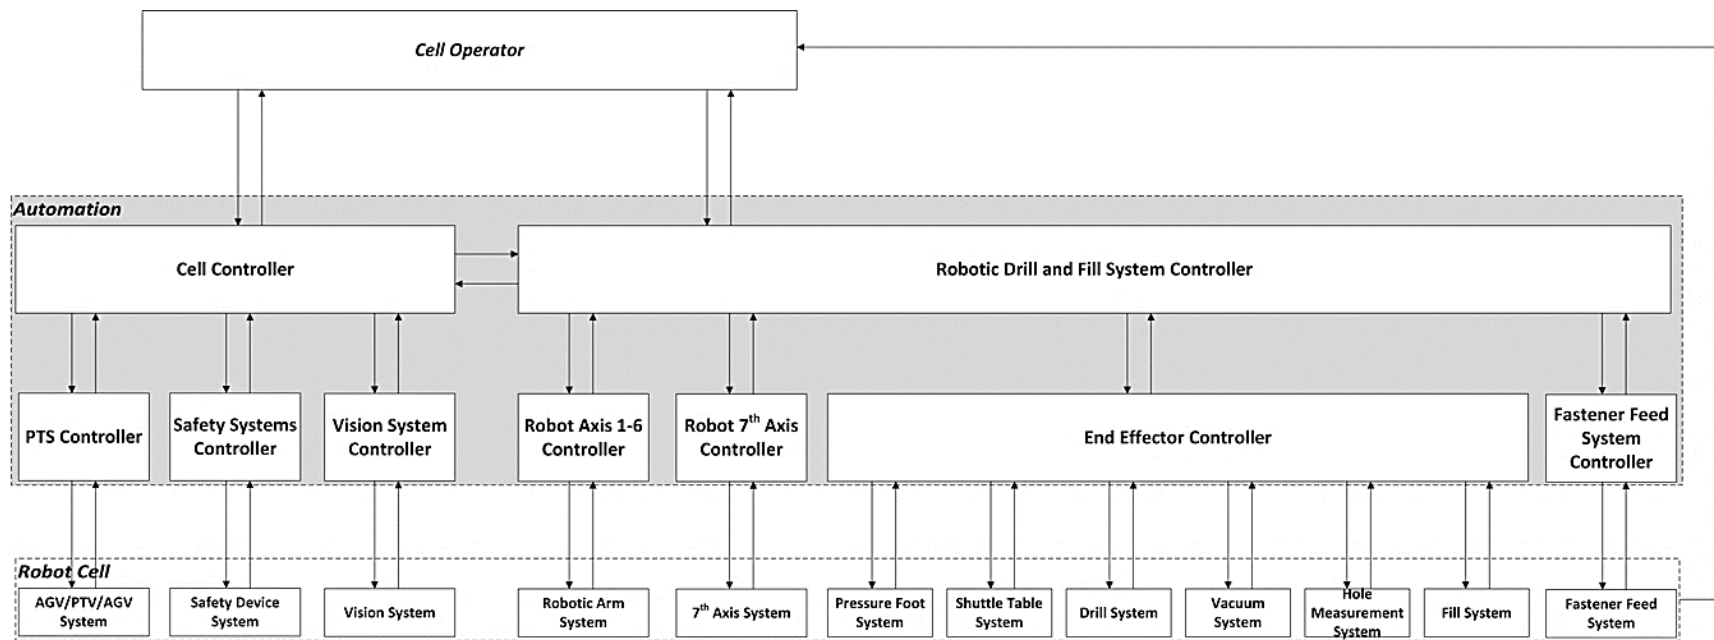 Cell Operator
Automation
Cell Controller
Robotic Drill and Fill System Controller
PTS Controller
Safety Systems
Controller
Vision System
Controller
Robot Axis 1-6
Controller
Robot 7th Axis
Controller
End Effector Controller
Fastener Feed
System
Controller
Robot Cell
AGV/PTV/AGV
System
Safety Device
System
Vision System
Robotic Arm
System
7th Axis System
Pressure Foot
System
Shuttle Table
System
Drill System
Vacuum
System
Hole
Measurement
System
Fill System
Fastener Feed
System